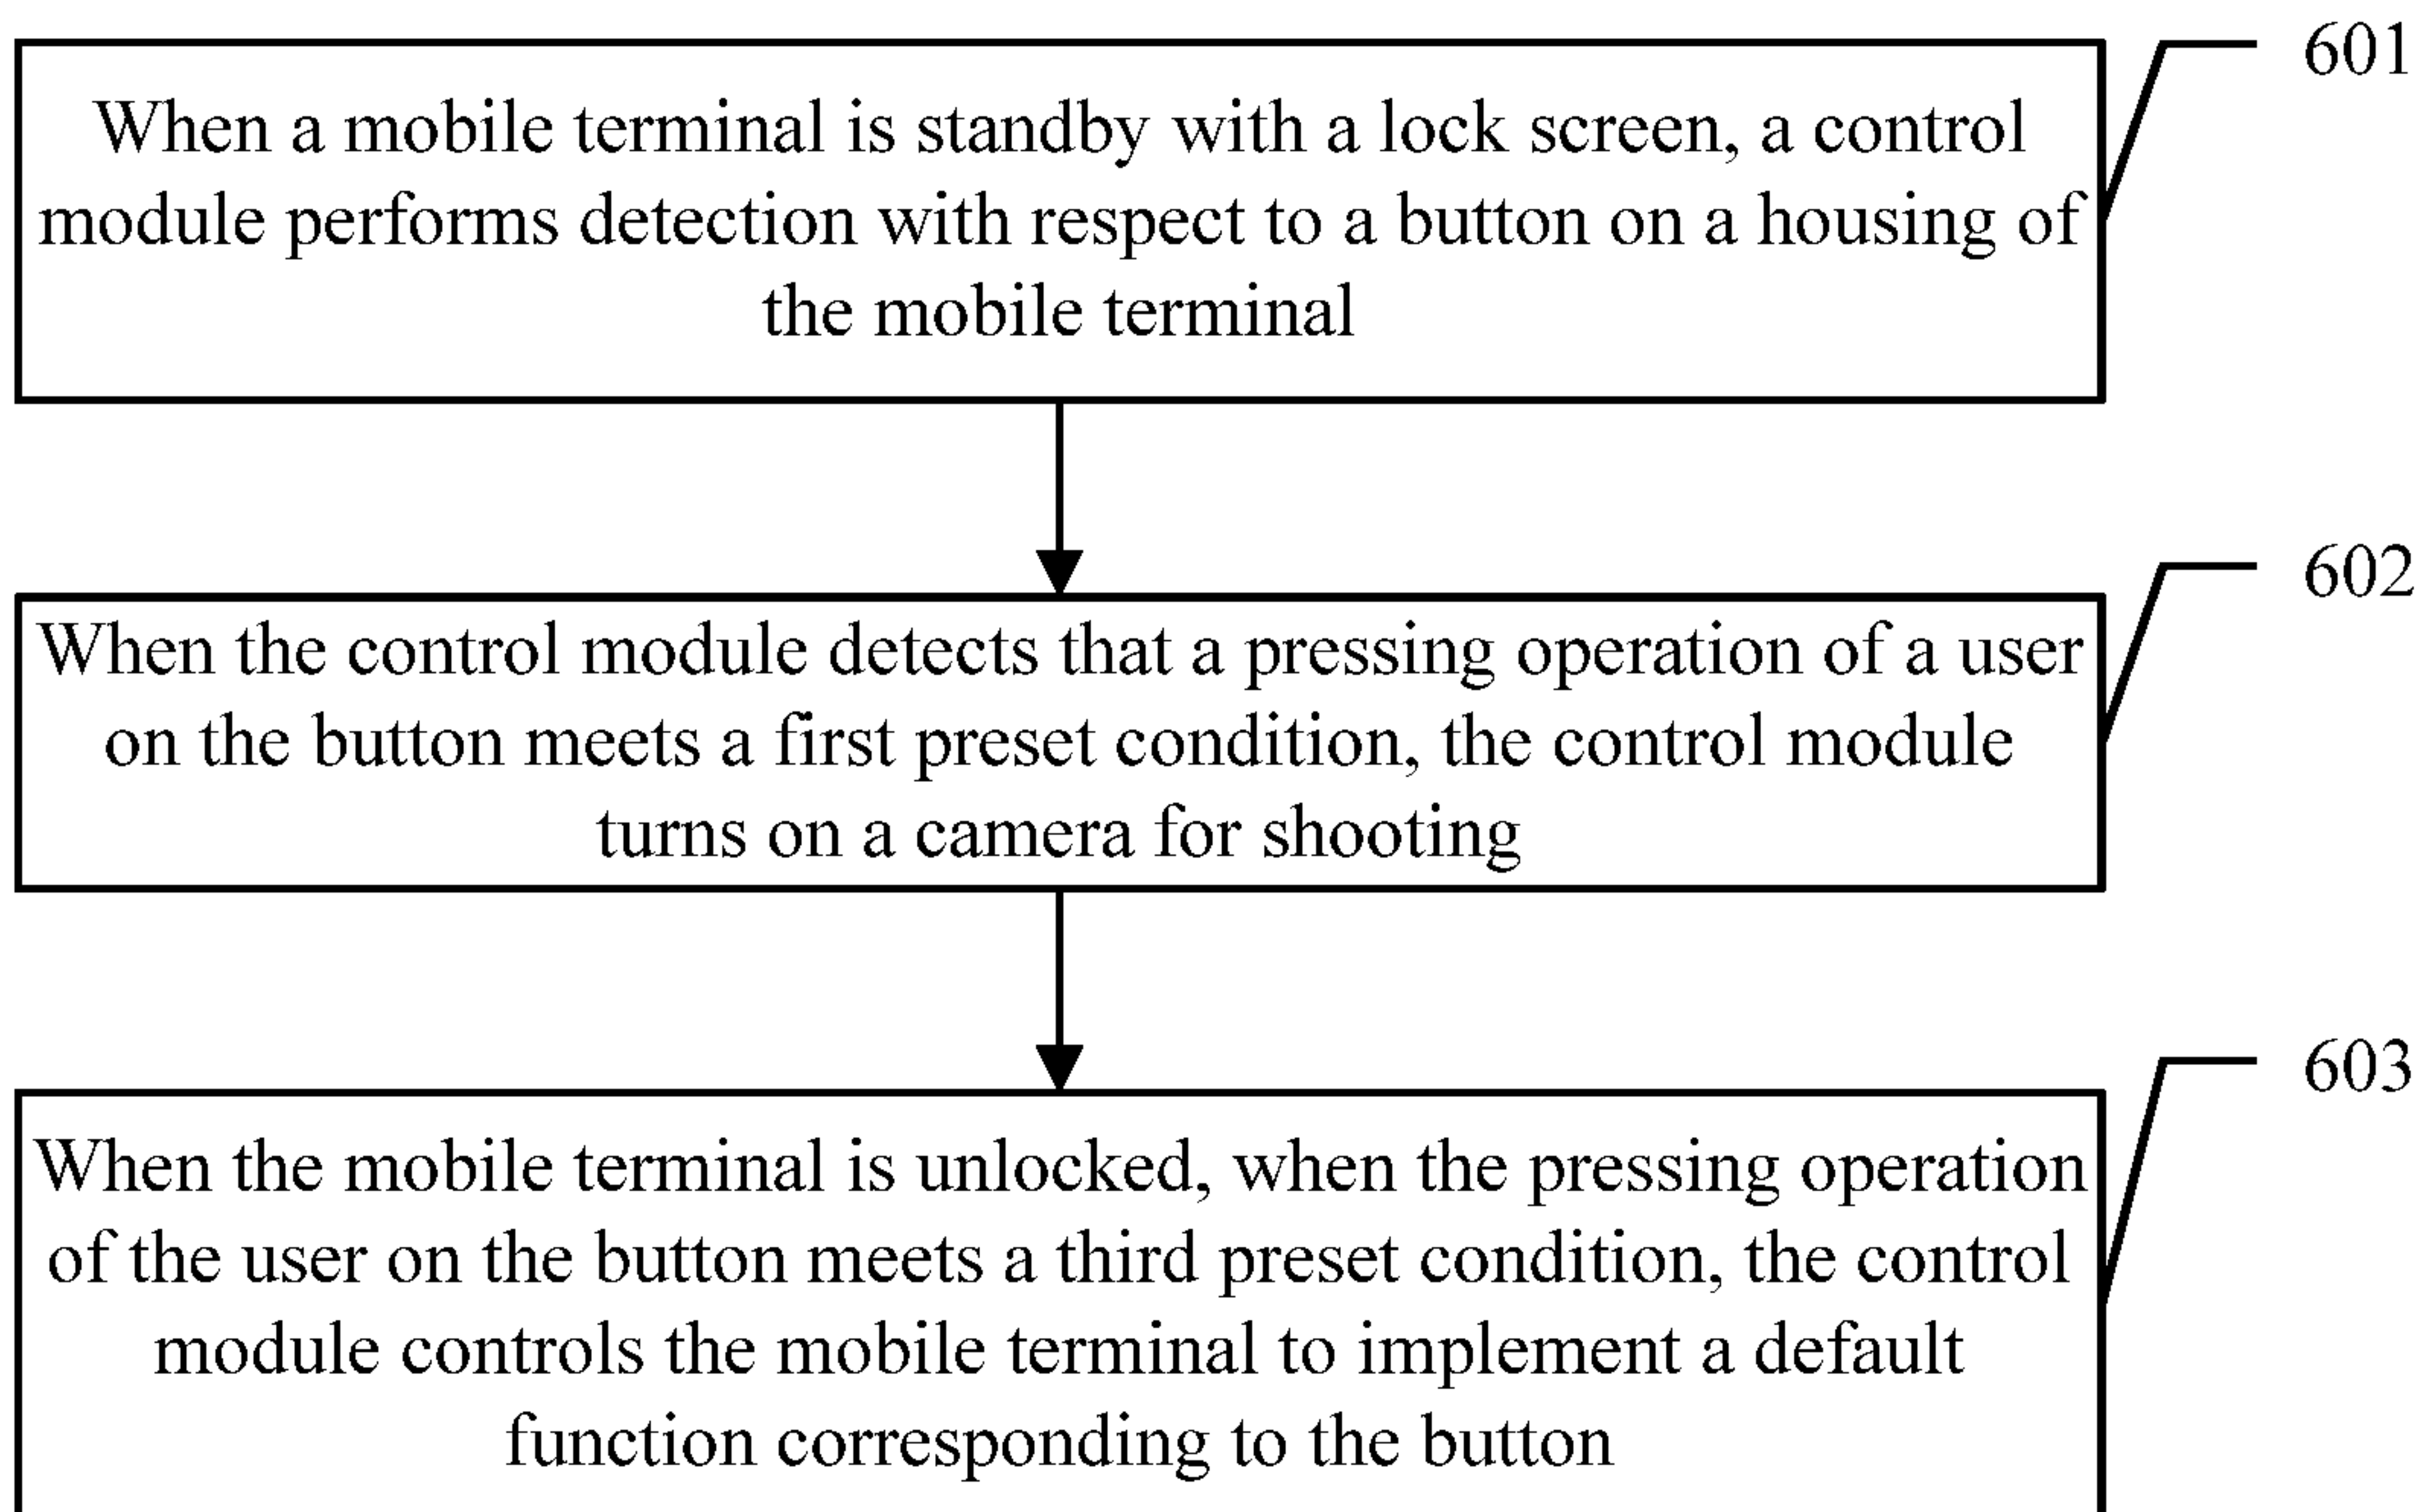 601
When a mobile terminal is standby with a lock screen, a control
module performs detection with respect to a button on a housing of
the mobile terminal
602
When the control module detects that a pressing operation of a user
on the button meets a first preset condition, the control module
turns on a camera for shooting
603
When the mobile terminal is unlocked, when the pressing operation
of the user on the button meets a third preset condition, the control
module controls the mobile terminal to implement a default
function corresponding to the button